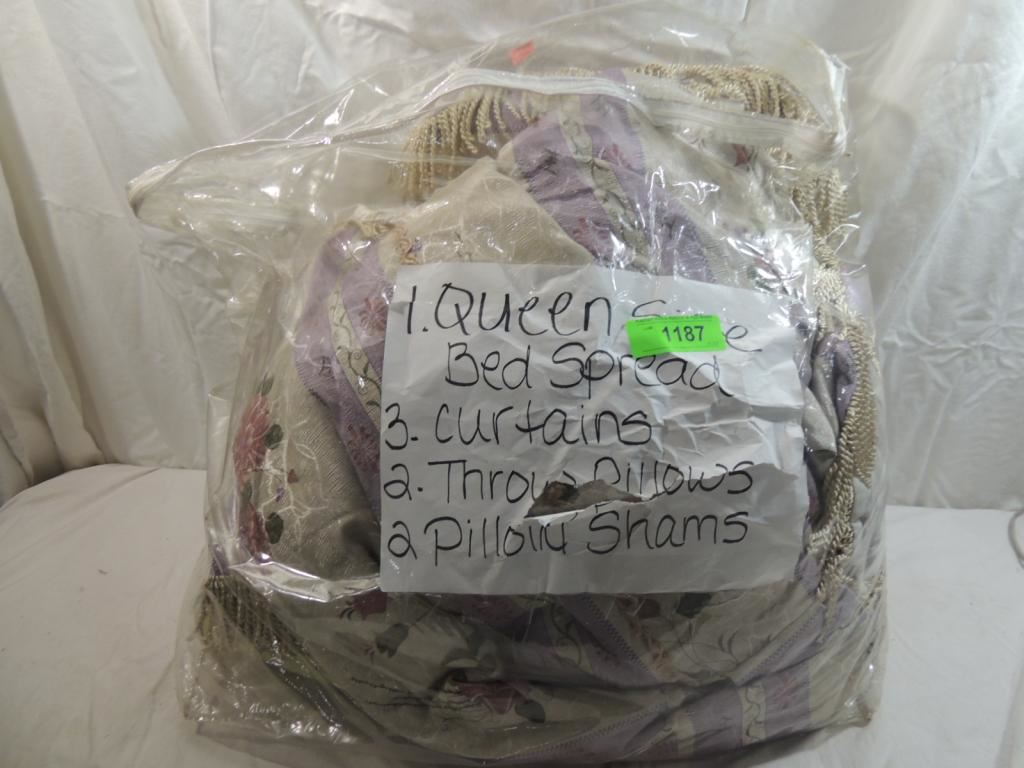 1. Queen
1187
Bed Spread
3. Curtains
2. Throw Pillows
2 Pillow Shams